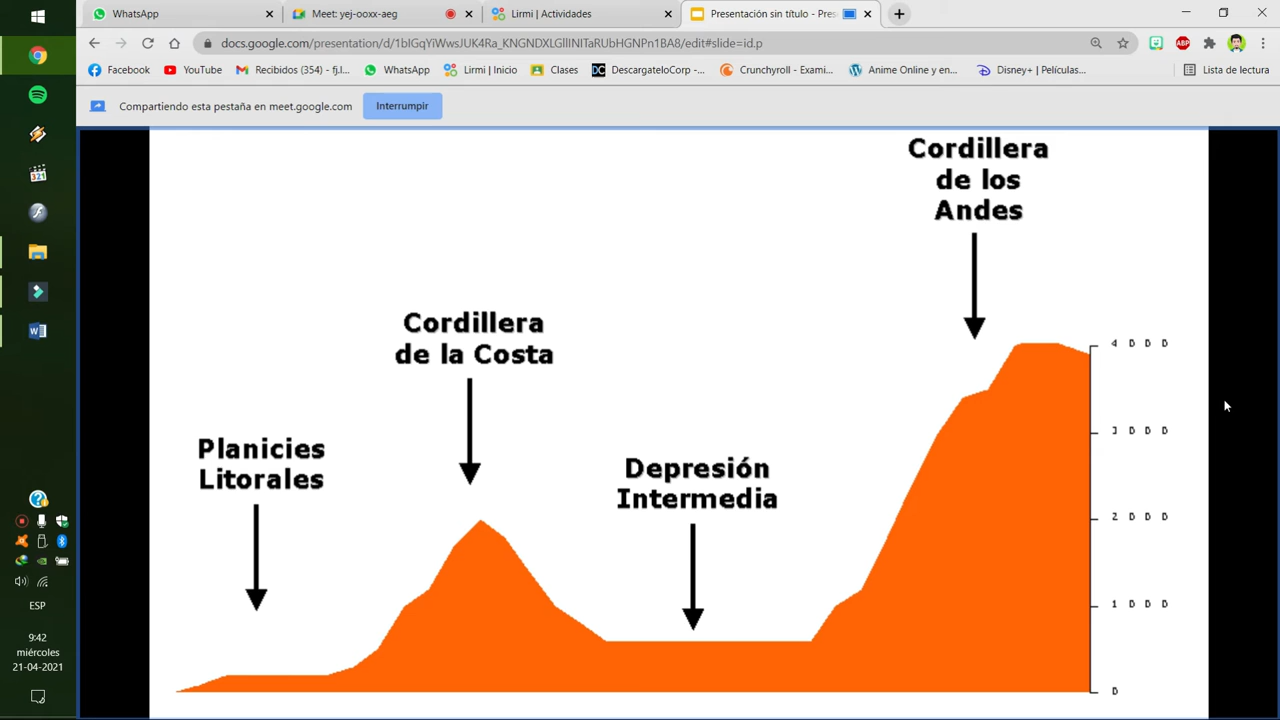 WhatsApp
Meet: yej-ooxx-aeg
Lirmi | Actividades
Presentación sin título - Pres
docs.google.com/presentation/d/1bIGqYiWwsJUK4Ra_KNGNDXLGllINITaRUbHGNPn1BA8/edit#slide=id.p
Facebook
YouTube
Recibidos (354) - fj.l...
WhatsApp
Lirmi | Inicio
Clases
DescargateloCorp -...
Crunchyroll - Exami...
Anime Online y en...
Disney+ | Películas...
Lista de lectura
Compartiendo esta pestaña en meet.google.com
Interrumpir
Cordillera
de los
Andes
Cordillera
de la Costa
Planicies
Litorales
Depresión
Intermedia
4 0 0 0
3 0 0 0
2 0 0 0
1 0 0 0
0
ESP
9:42
miércoles
21-04-2021